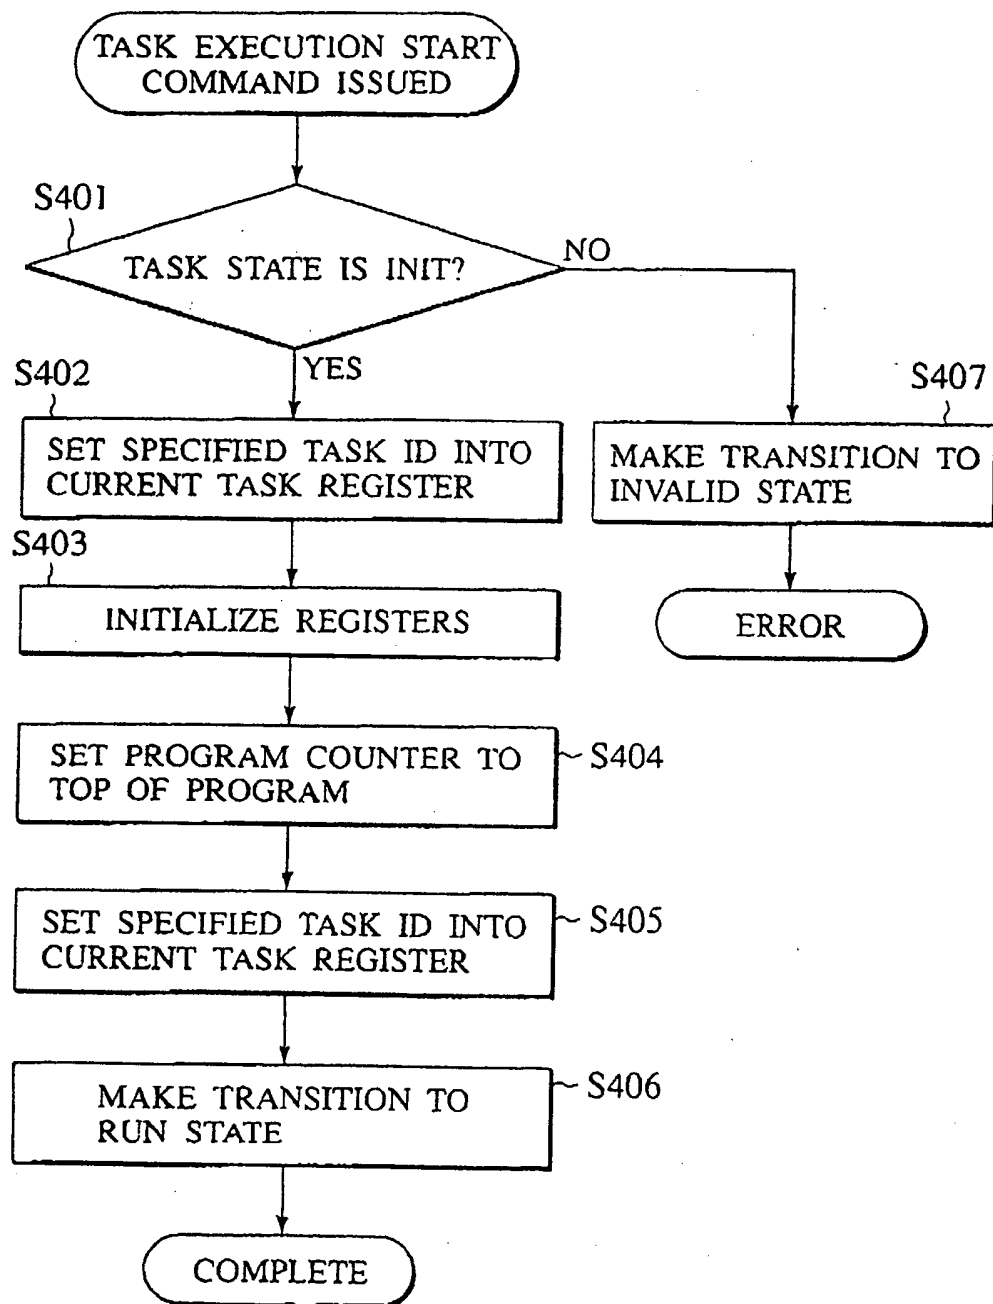 TASK EXECUTION START
COMMAND ISSUED
S401
TASK STATE IS INIT?
NO
YES
S402
SET SPECIFIED TASK ID INTO
CURRENT TASK REGISTER
S407
MAKE TRANSITION TO
INVALID STATE
S403
INITIALIZE REGISTERS
ERROR
SET PROGRAM COUNTER TO
TOP OF PROGRAM
S404
SET SPECIFIED TASK ID INTO
CURRENT TASK REGISTER
S405
MAKE TRANSITION TO
RUN STATE
S406
COMPLETE